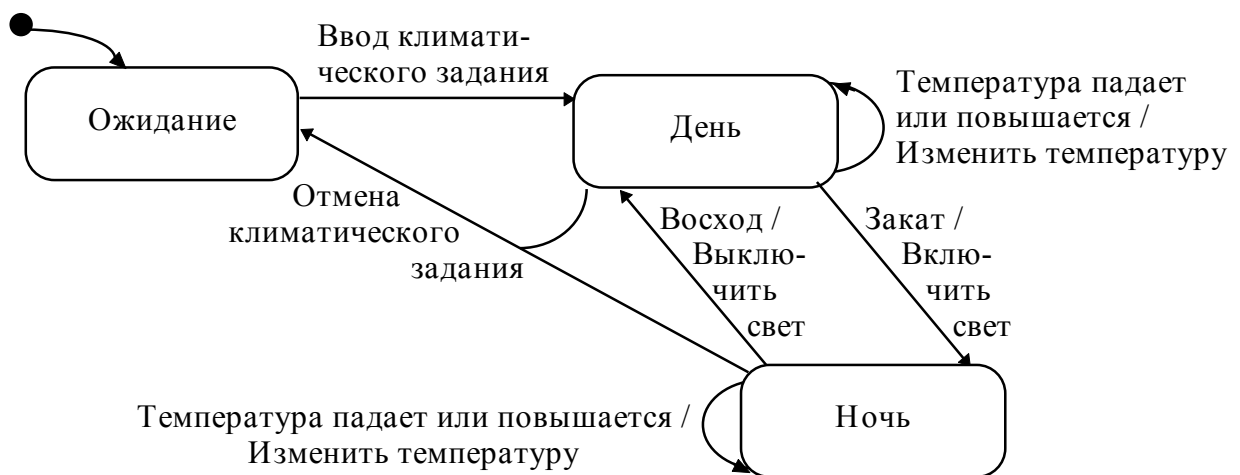 Ввод климати-
ческого задания
Ожидание
День
Температура падает
или повышается /
Изменить температуру
Отмена
климатического
задания
Восход /
Выклю-
чить
свет
Закат /
Вклю-
чить
свет
Температура падает или повышается /
Изменить температуру
Ночь